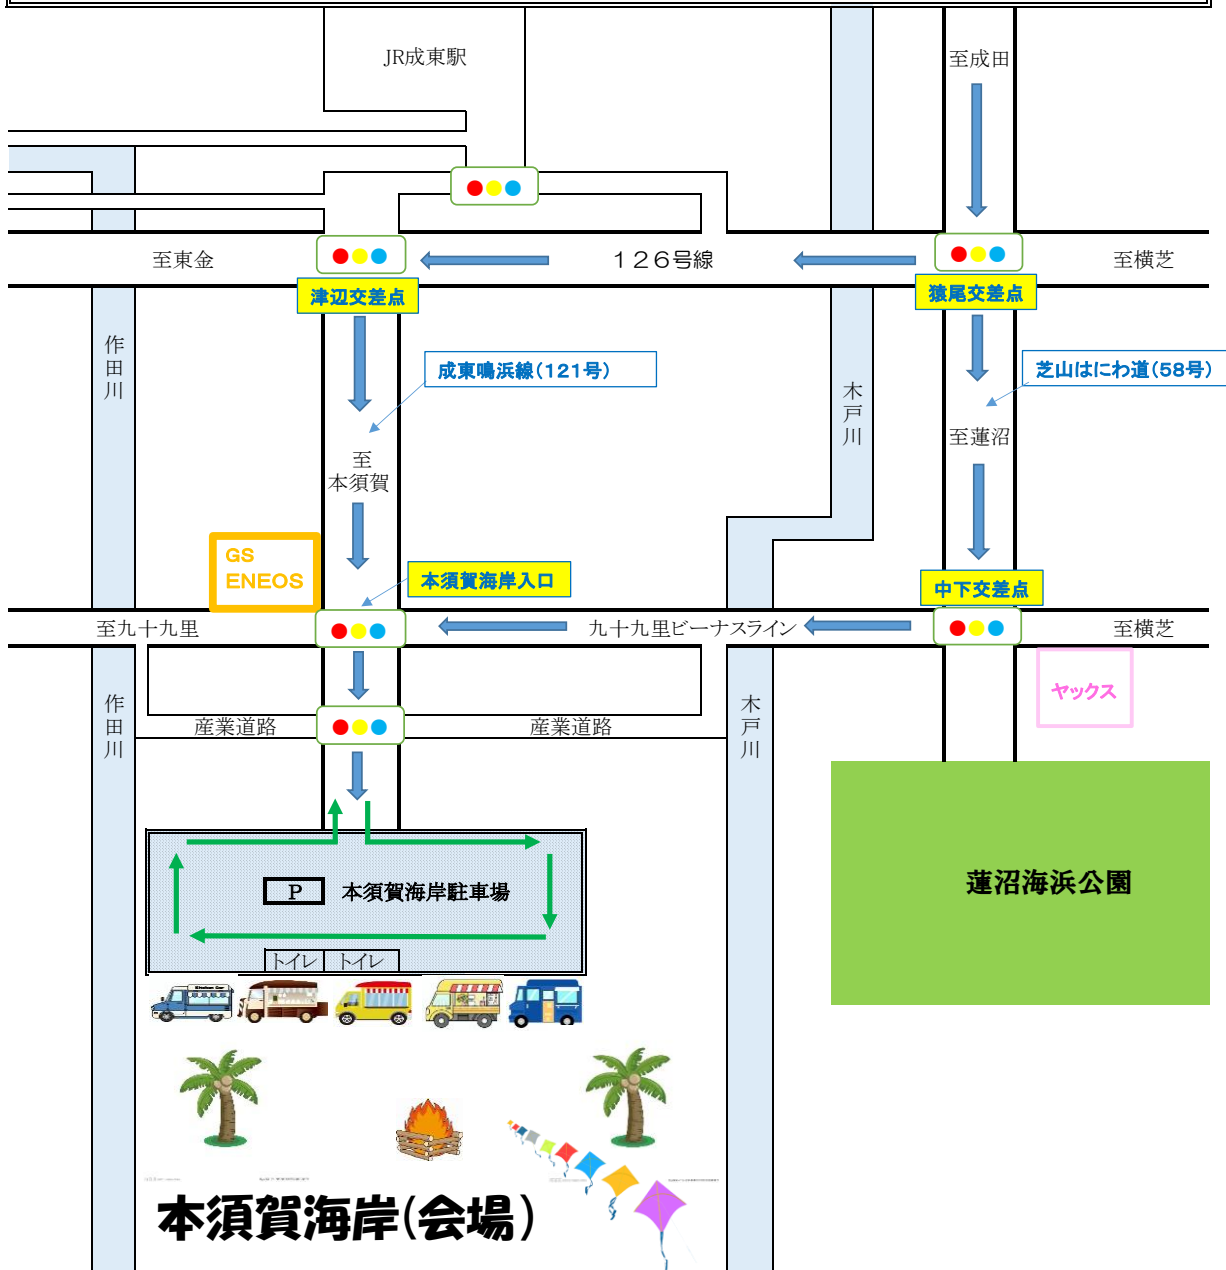 JR成東駅
至成田
至東金
126号線
至横芝
津辺交差点
猿尾交差点
作田川
成東鳴浜線(121号)
芝山はにわ道(58号)
木戸川
至蓮沼
至
本須賀
GS
ENEOS
本須賀海岸入口
中下交差点
至九十九里
九十九里ビーナスライン
至横芝
ヤックス
作田川
産業道路
産業道路
木戸川
P
本須賀海岸駐車場
蓮沼海浜公園
トイレ
トイレ
Kitchen Car
本須賀海岸(会場)